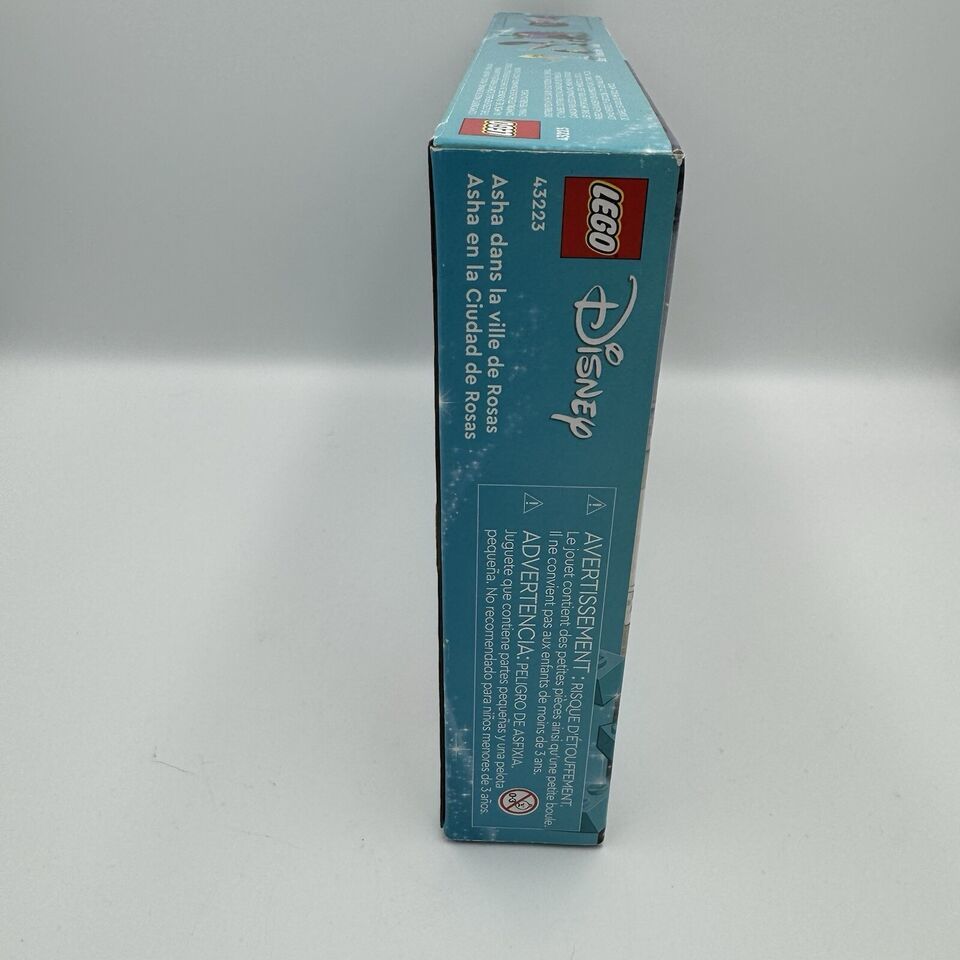 LEGO
43223
LEGO
DISNEY
43223
Asha dans la ville de Rosas
Asha en la Ciudad de Rosas
AVERTISSEMENT : RISQUE D'ÉTOUFFEMENT.
Le jouet contient des petites pièces ainsi qu'une petite boule.
Il ne convient pas aux enfants de moins de 3 ans.
ADVERTENCIA: PELIGRO DE ASFIXIA.
Juguete que contiene partes pequeñas y una pelota
pequeña. No recomendado para niños menores de 3 años.
0-3